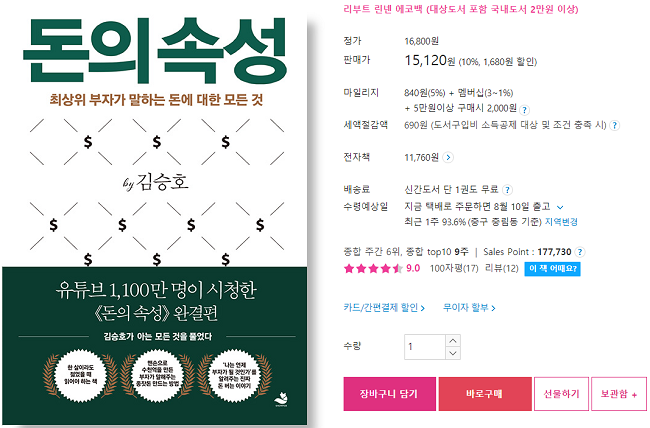 돈의 속성
최상위 부자가 말하는 돈에 대한 모든 것
$ $ $
by 김승호
$ $ $ $
$ $ $
유튜브 1,100만 명이 시청한
《돈의 속성》 완결편
김승호가 아는 모든 것을 풀었다
한 살이라도
젊었을 때
읽어야 하는 책
맨손으로
수천억을 만든
부자가 말해주는
종잣돈 만드는 방법
"나는 언제
부자가 될 것인가"를
알려주는 진짜
돈 버는 이야기
리부트 린넨 에코백 (대상도서 포함 국내도서 2만원 이상)
정가 16,800원
판매가 15,120원 (10%, 1,680원 할인)
마일리지 840원(5%) + 멤버십(3~1%)
+ 5만원이상 구매시 2,000원 ?
세액절감액 690원 (도서구입비 소득공제 대상 및 조건 충족 시) ?
전자책 11,760원
배송료 신간도서 단 1권도 무료 ?
수령예상일 지금 택배로 주문하면 8월 10일 출고
최근 1주 93.6% (중구 중림동 기준) 지역변경
종합 주간 6위, 종합 top10 9주 | Sales Point : 177,730 ?
9.0 100자평(17) 리뷰(12) 이 책 어때요?
카드/간편결제 할인 > 무이자 할부 >
수량 1
장바구니 담기 바로구매 선물하기 보관함 +